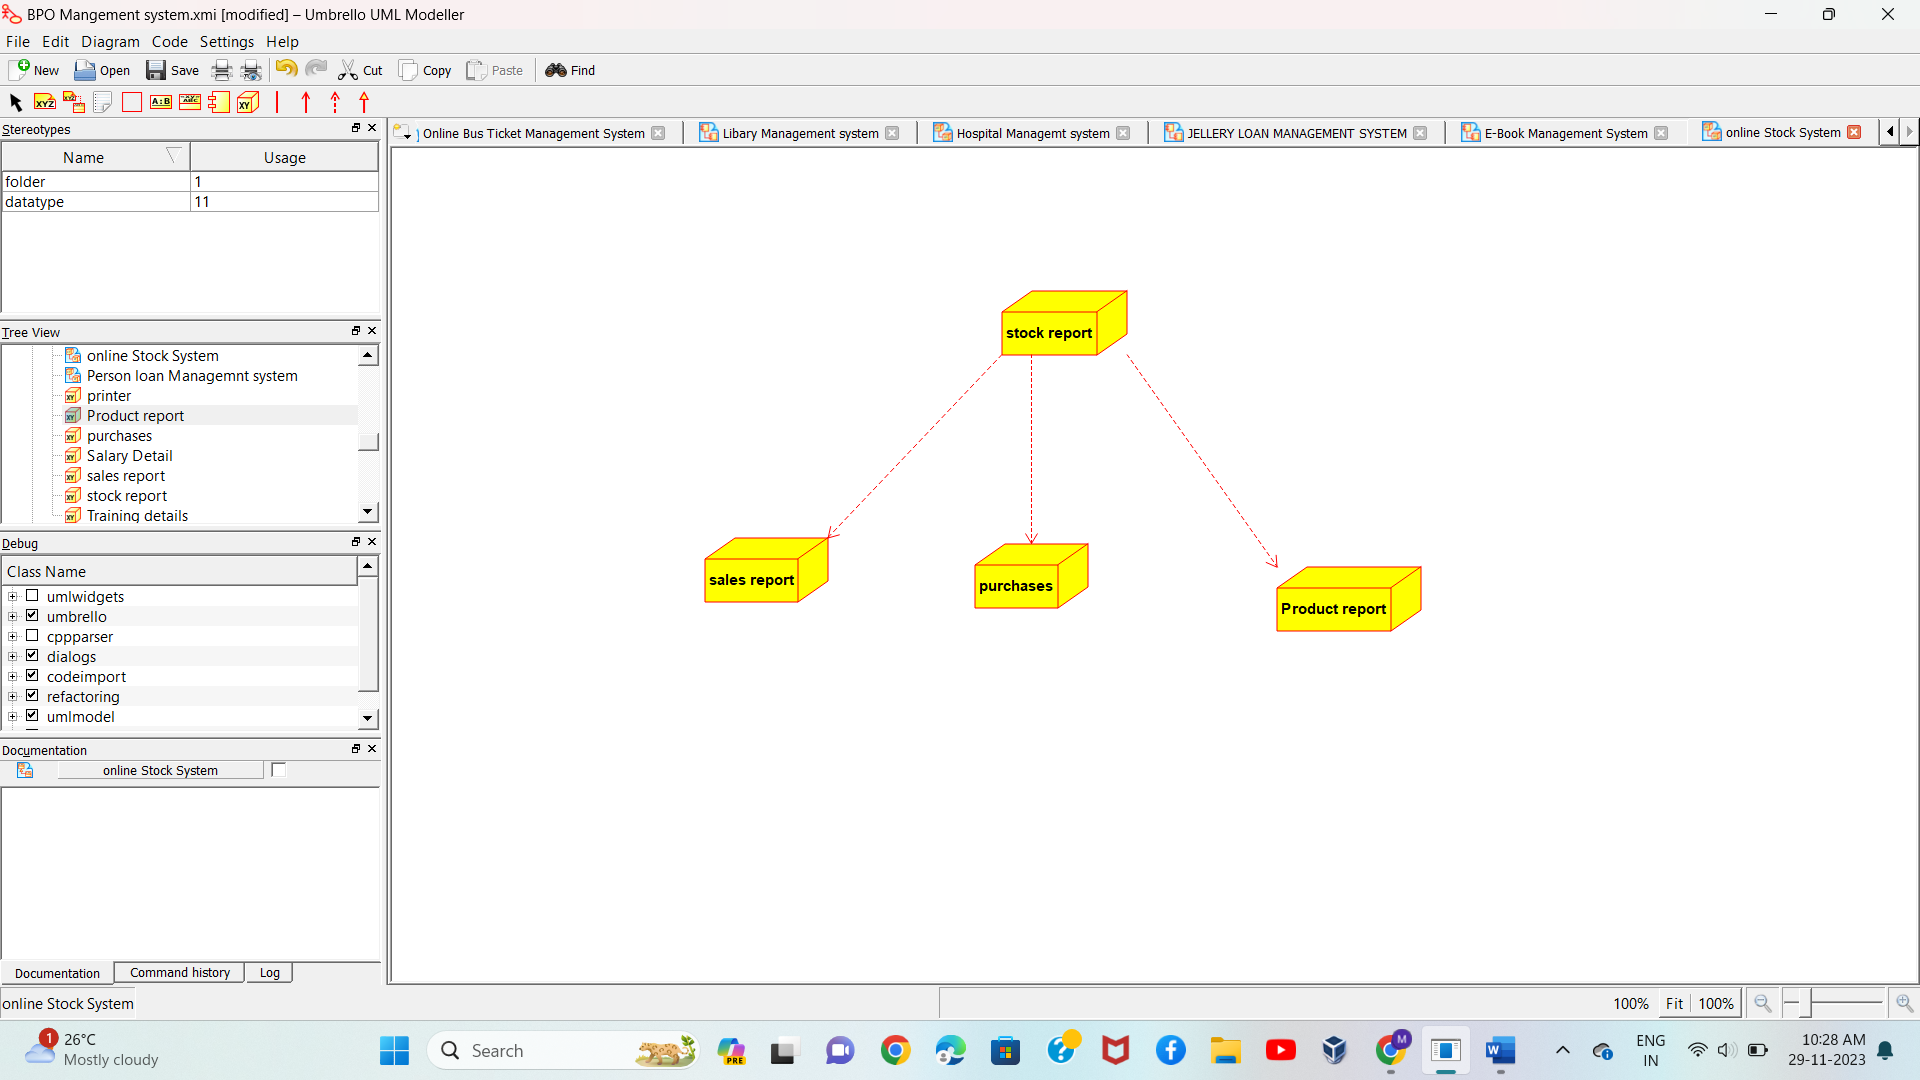 BPO Mangement system.xmi [modified] – Umbrello UML Modeller
File Edit Diagram Code Settings Help
New Open Save Cut Copy Paste Find
XYZ A:B ABC XY
Stereotypes
Name Usage
folder 1
datatype 11
Tree View
online Stock System
Person loan Managemnt system
printer
Product report
purchases
Salary Detail
sales report
stock report
Training details
Debug
Class Name
umlwidgets
umbrello
cppparser
dialogs
codeimport
refactoring
umlmodel
Documentation
online Stock System
Documentation Command history Log
online Stock System
Online Bus Ticket Management System Libary Management system Hospital Managemt system JELLERY LOAN MANAGEMENT SYSTEM E-Book Management System online Stock System
stock report
sales report
purchases
Product report
100% Fit 100%
1
26°C
Mostly cloudy
Search
PRE
M
W
ENG
IN
10:28 AM
29-11-2023